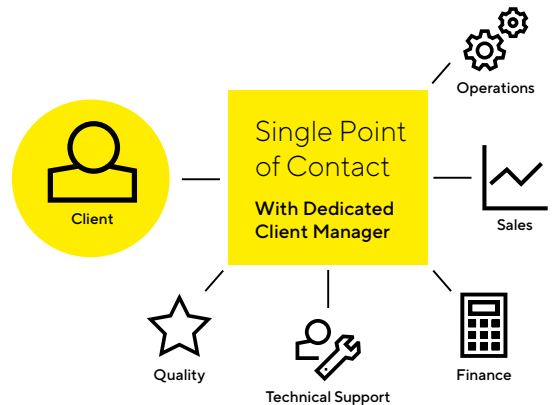 Operations
Single Point
of Contact
With Dedicated
Client Manager
Client
Sales
Quality
Technical Support
Finance